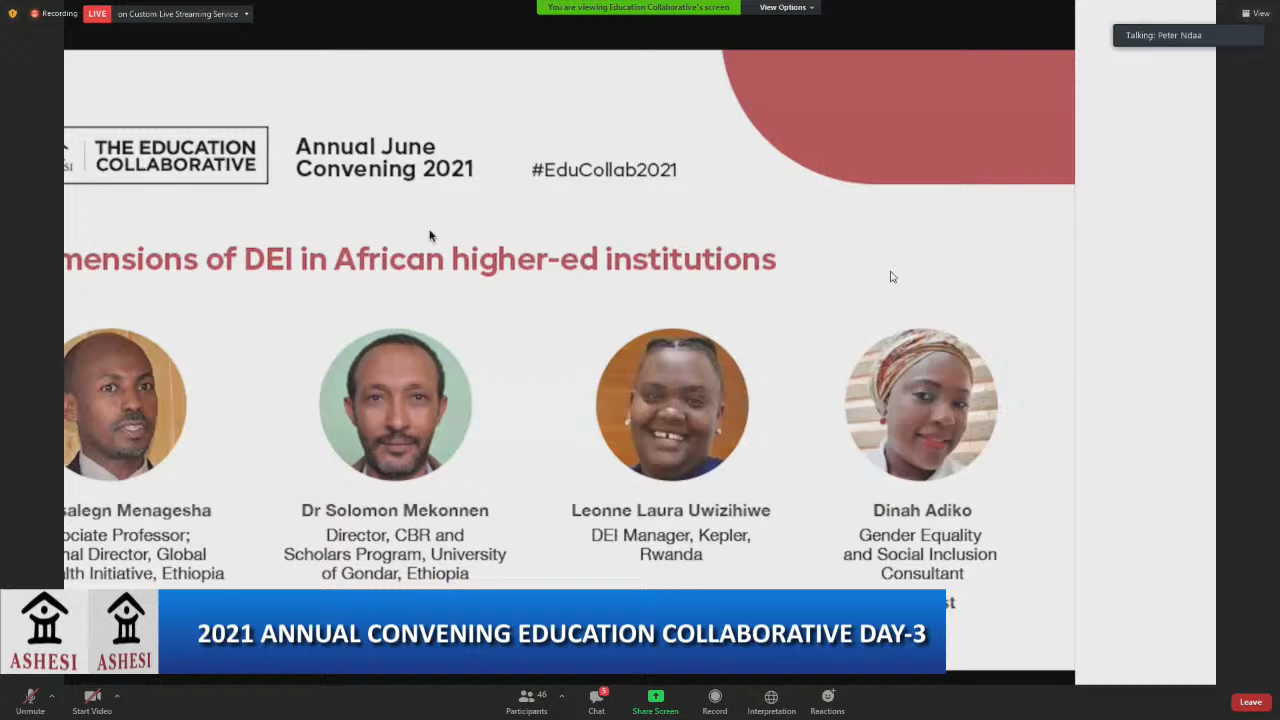 Recording
LIVE
on Custom Live Streaming Service
You are viewing Education Collaborative's screen
View Options
View
Talking: Peter Ndaa
THE EDUCATION
COLLABORATIVE
Annual June
Convening 2021
#EduCollab2021
mensions of DEI in African higher-ed institutions
salegn Menagesha
ociate Professor;
nal Director, Global
lth Initiative, Ethiopia
Dr Solomon Mekonnen
Director, CBR and
Scholars Program, University
of Gondar, Ethiopia
Leonne Laura Uwizihiwe
DEI Manager, Kepler,
Rwanda
Dinah Adiko
Gender Equality
and Social Inclusion
Consultant
st
ASHESI
ASHESI
2021 ANNUAL CONVENING EDUCATION COLLABORATIVE DAY-3
Unmute
Start Video
46
Participants
5
Chat
Share Screen
Record
Interpretation
Reactions
Leave